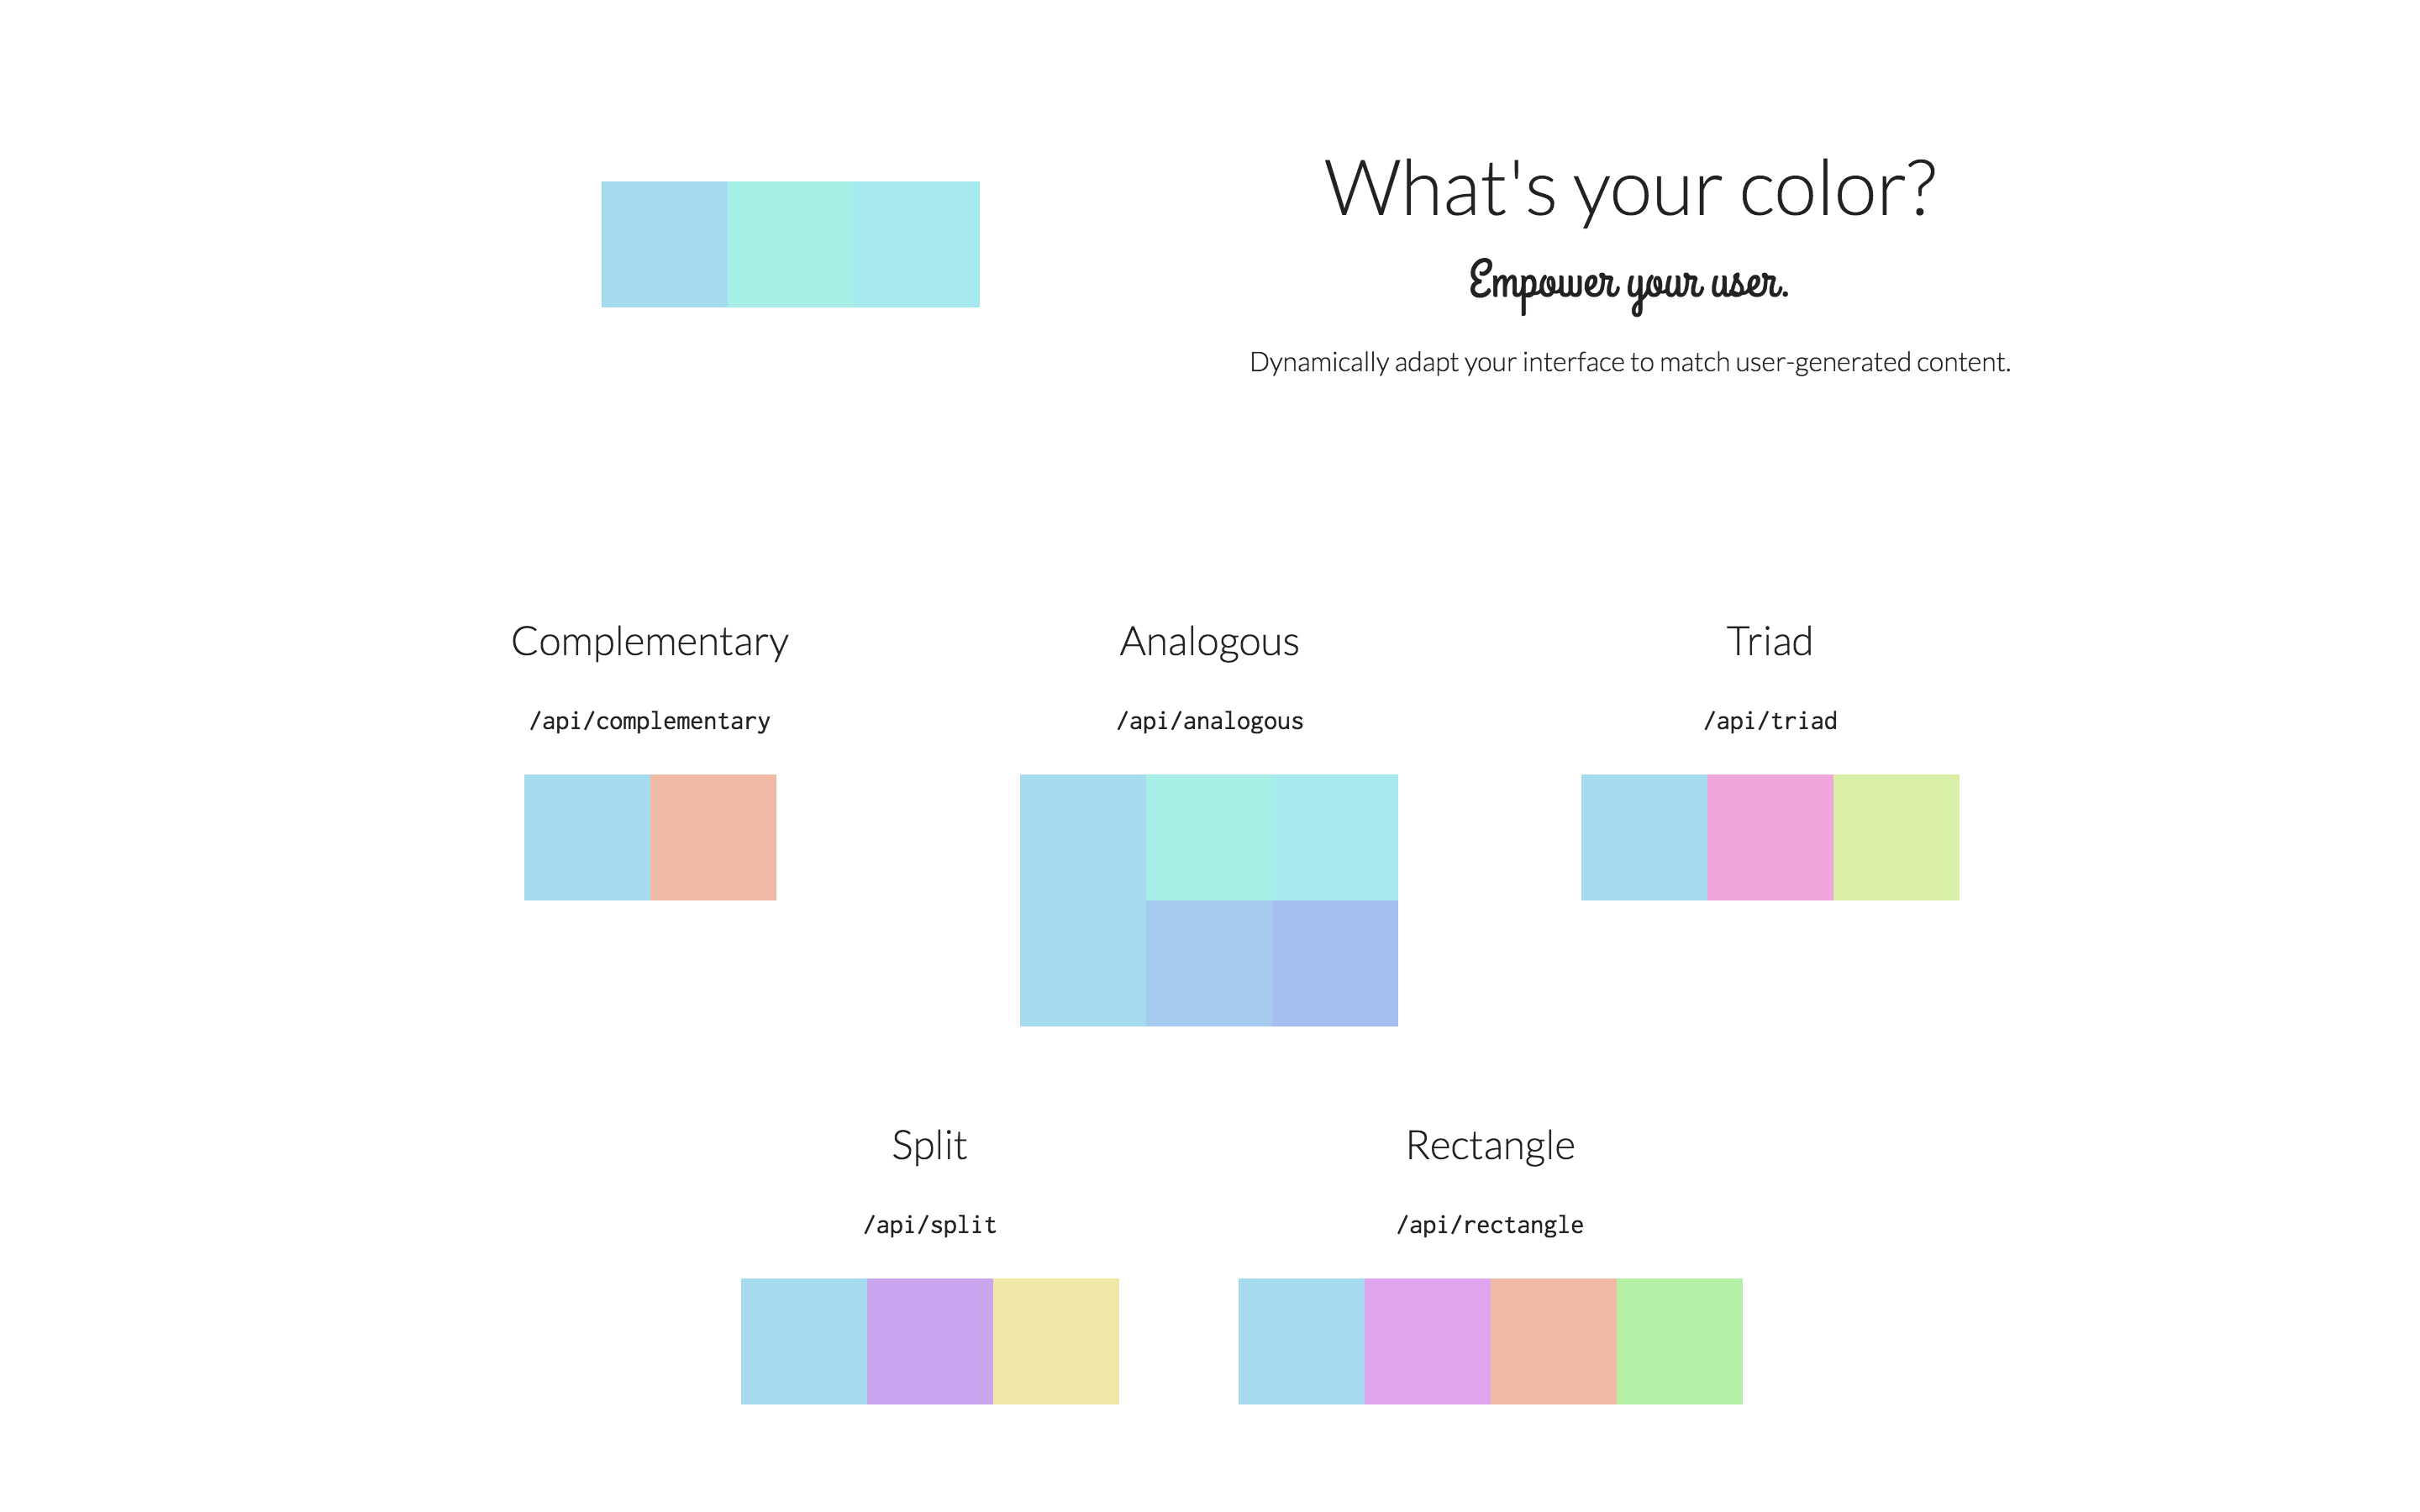 What's your color?
Empower your user.
Dynamically adapt your interface to match user-generated content.
Complementary
/api/complementary
Analogous
/api/analogous
Triad
/api/triad
Split
/api/split
Rectangle
/api/rectangle